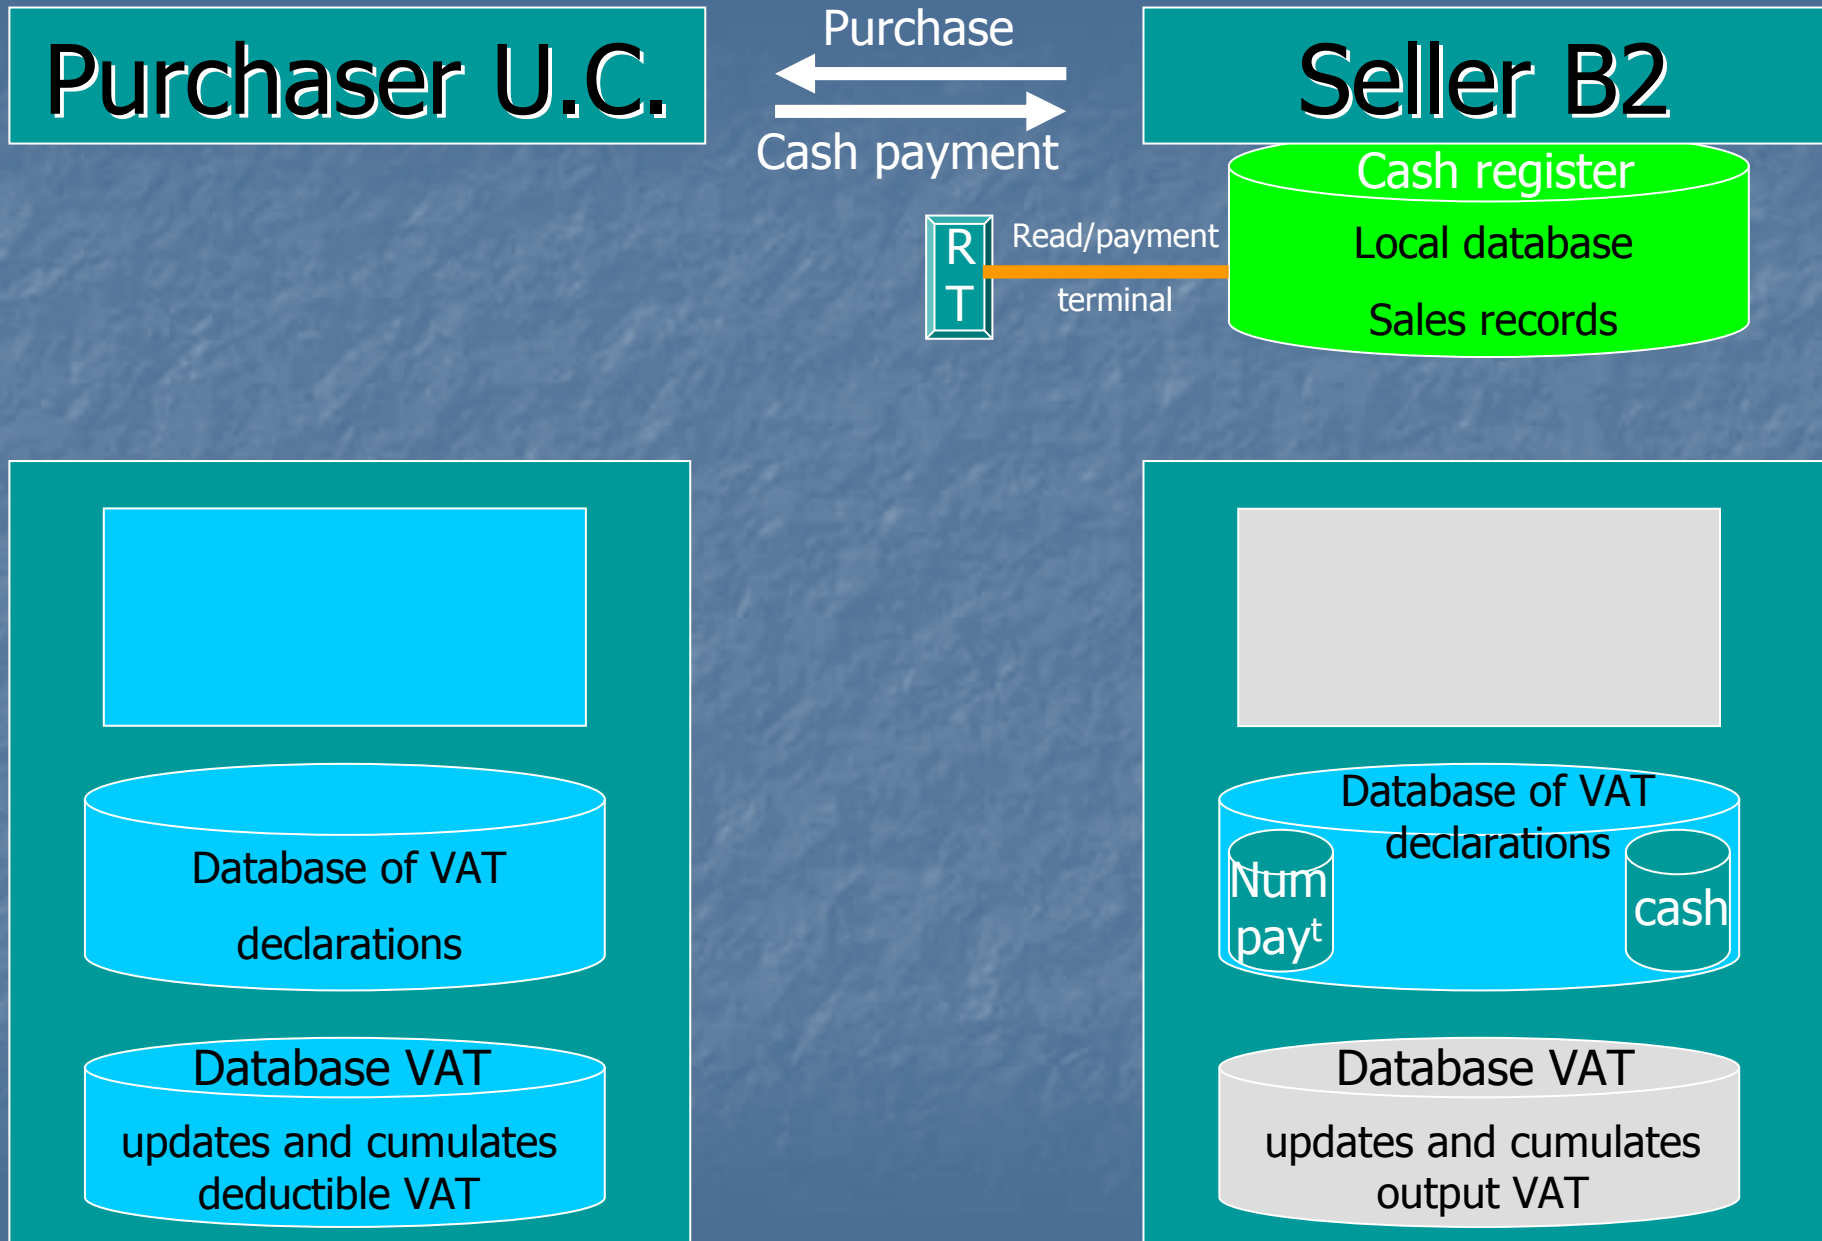 Purchaser U.C.
Purchase
Cash payment
Seller B2
Cash register
Local database
Sales records
R
T
Read/payment
terminal
Database of VAT
declarations
Database VAT
updates and cumulates
deductible VAT
Database of VAT
declarations
Num
payᵗ
cash
Database VAT
updates and cumulates
output VAT